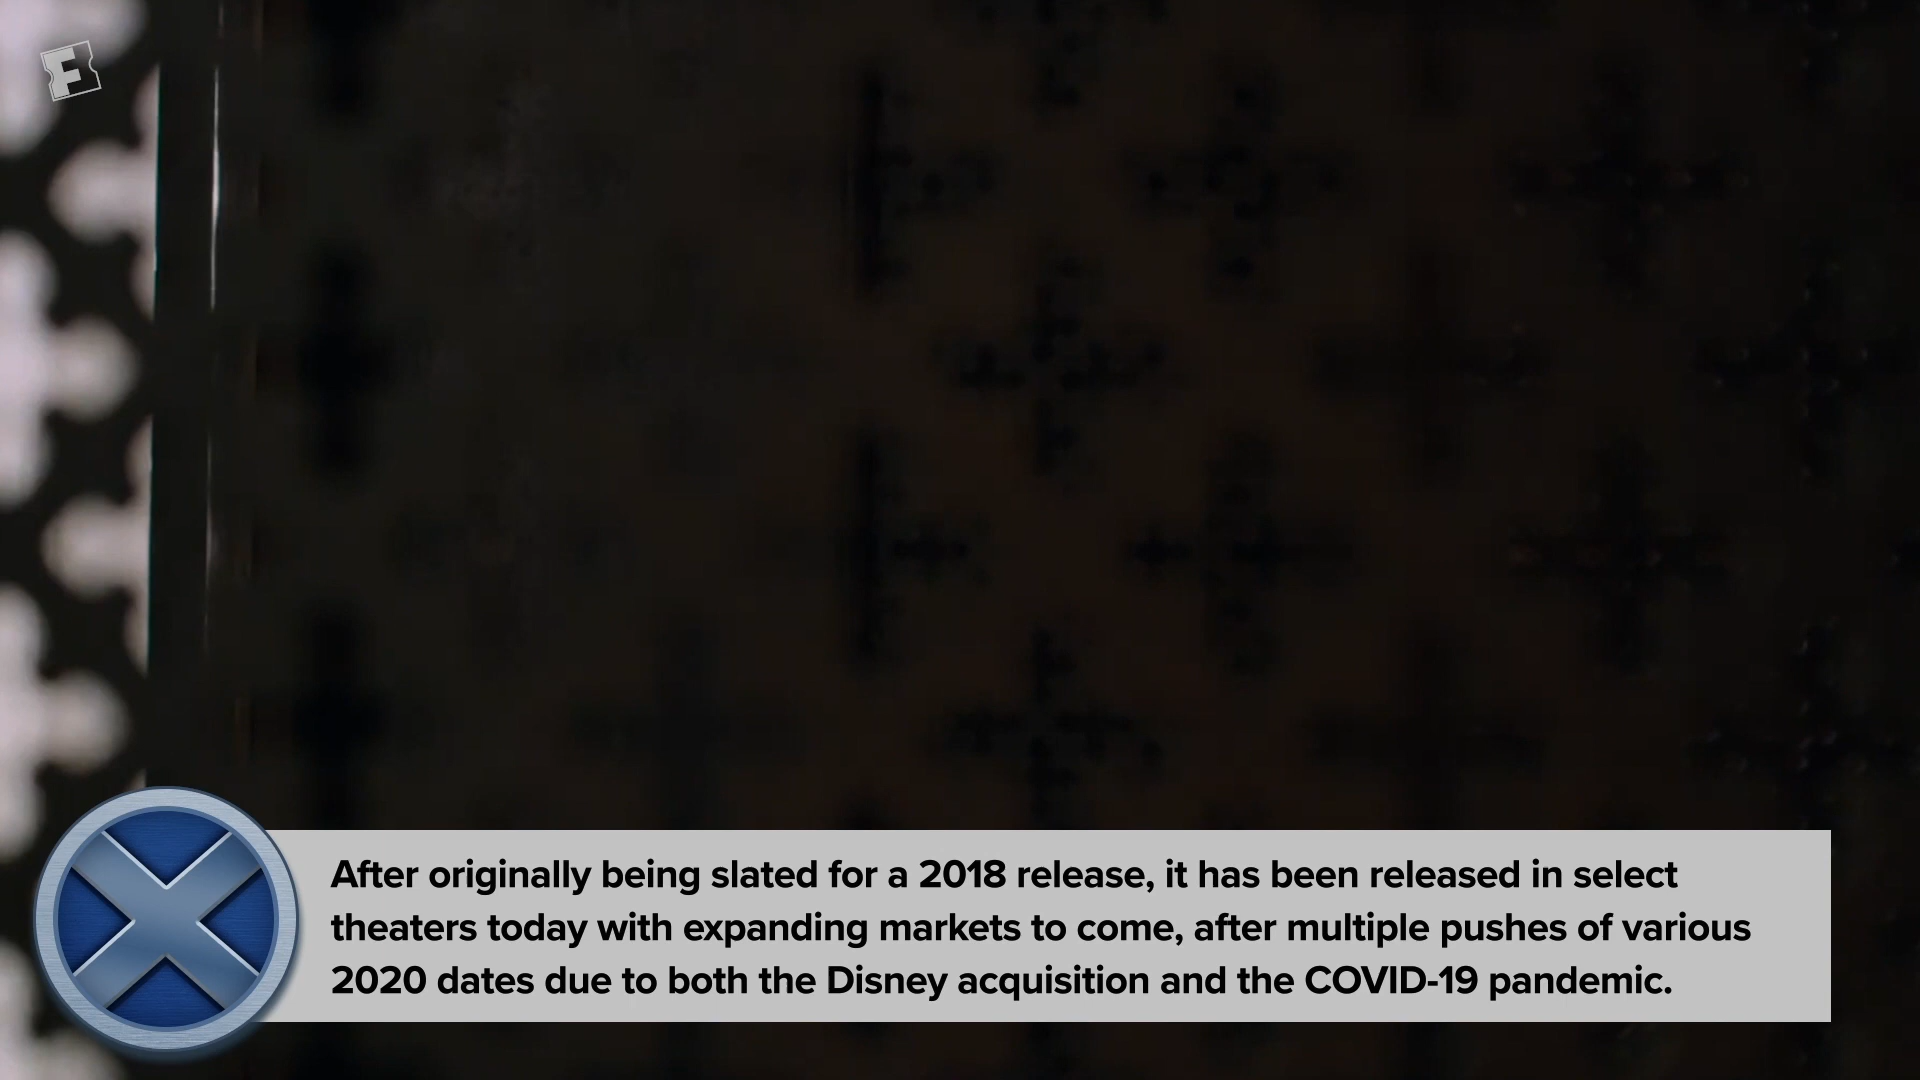 F
After originally being slated for a 2018 release, it has been released in select
theaters today with expanding markets to come, after multiple pushes of various
2020 dates due to both the Disney acquisition and the COVID-19 pandemic.